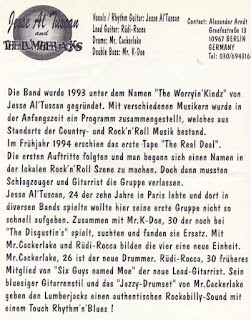 Jesse Al'Tuscan
and
THE LUMBERJACKS
Vocals / Rhythm Guitar: Jesse Al'Tuscan
Lead Guitar: Rüdi-Rocca
Drums: Mr. Cackerlake
Double Bass: Mr. K-Doe
Contact: Alexander Arndt
10967 BERLIN
GERMANY
Tel: 030/694316
Die Band wurde 1993 unter dem Namen "The Worryin'Kindz" von
Jesse Al'Tuscan gegründet. Mit verschiedenen Musikern wurde in
der Anfangszeit ein Programm zusammengestellt, welches aus
Standerts der Country- und Rock'n'Roll Musik bestand.
Im Frühjahr 1994 erschien das erste Tape "The Real Deal".
Die ersten Auftritte folgten und man begann sich einen Namen in
der lokalen Rock'n'Roll Szene zu machen. Doch dann mussten
Schlagzeuger und Gitarrist die Gruppe verlassen.
Jesse Al'Tuscan, 24 der zehn Jahre in Paris lebte und dort in
diversen Bands spielte wollte hier seine erste Gruppe nicht so
schnell aufgeben. Zusammen mit Mr.K-Doe, 30 der noch bei
"The Disgustin's" spielt, suchten und fanden sie Ersatz. Mit
Mr.Cackerlake und Rüdi-Rocca bilden die vier eine neue Einheit.
Mr.Cackerlake, 26 ist der neue Drummer. Rüdi-Rocca, 30 früheres
Mitglied von "Six Guys named Moe" der neue Lead-Gitarrist. Sein
bluesiger Gitarrenstil und das "Jazzy-Drumset" von Mr.Cackerlake
geben den Lumberjacks einen authentischen Rockabilly-Sound mit
einem Touch Rhythm'n'Blues !